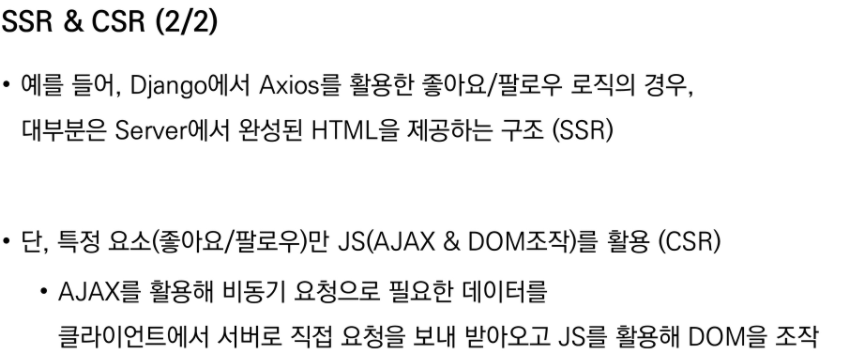 SSR & CSR (2/2)
• 예를 들어, Django에서 Axios를 활용한 좋아요/팔로우 로직의 경우,
대부분은 Server에서 완성된 HTML을 제공하는 구조 (SSR)
• 단, 특정 요소(좋아요/팔로우)만 JS(AJAX & DOM조작)를 활용 (CSR)
• AJAX를 활용해 비동기 요청으로 필요한 데이터를
클라이언트에서 서버로 직접 요청을 보내 받아오고 JS를 활용해 DOM을 조작